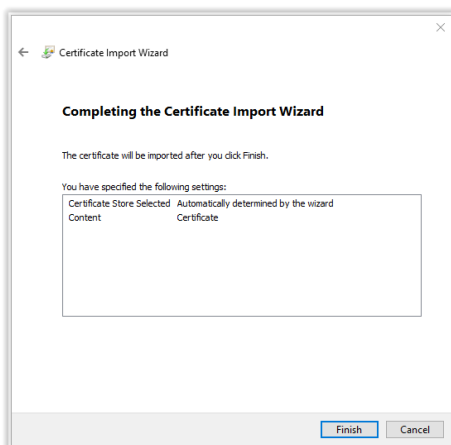 Certificate Import Wizard
Completing the Certificate Import Wizard
The certificate will be imported after you click Finish.
You have specified the following settings:
Certificate Store Selected Automatically determined by the wizard
Content Certificate
Finish Cancel